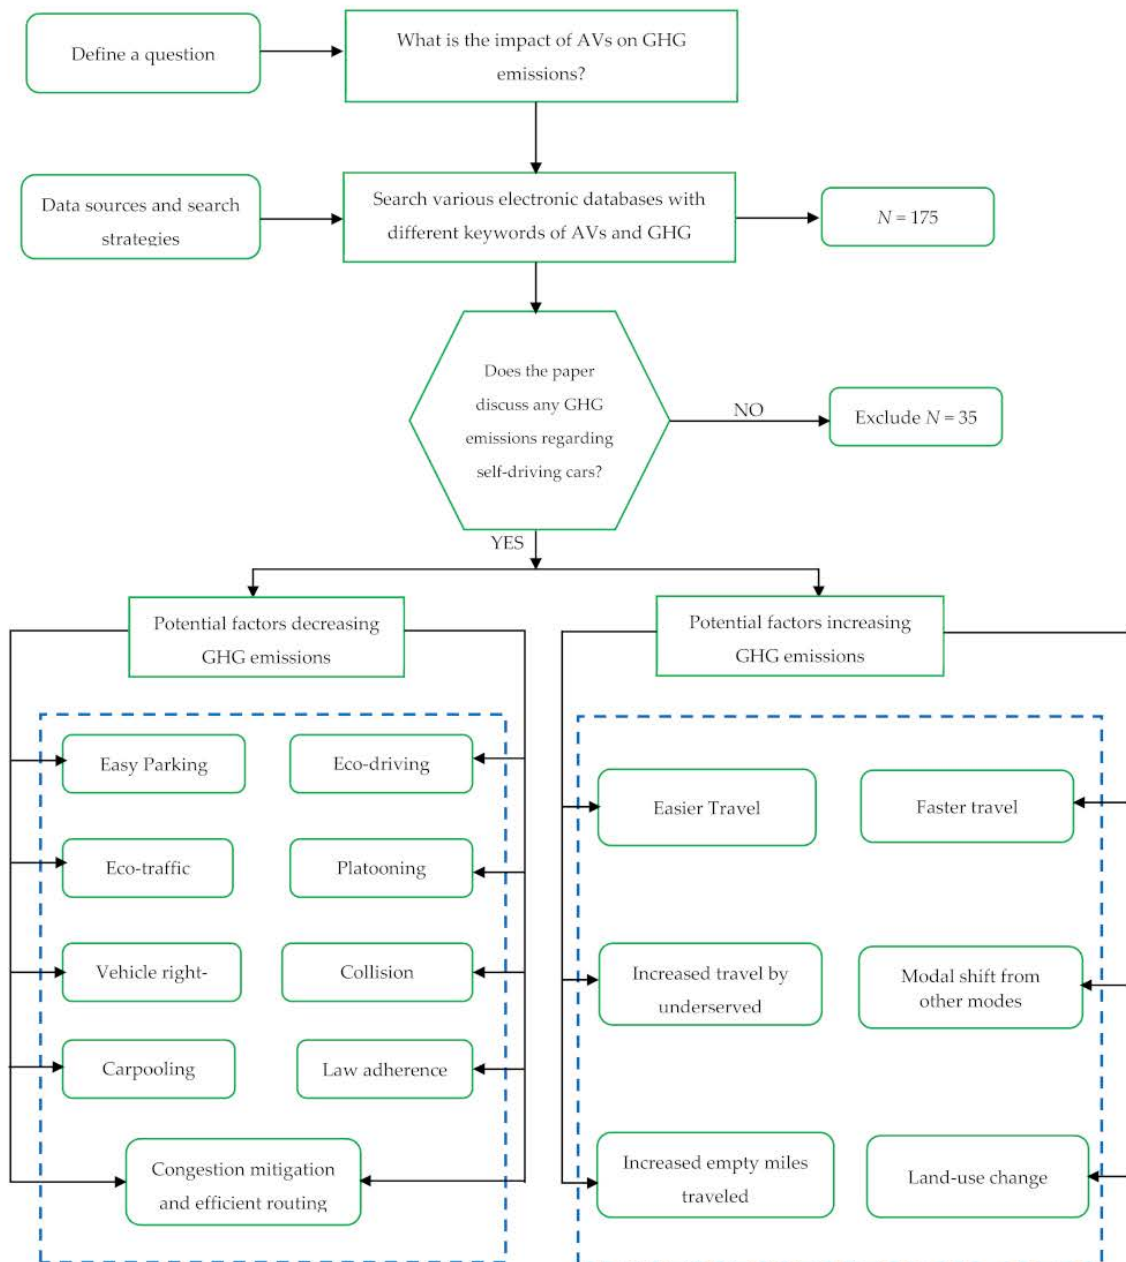 Define a question
What is the impact of AVs on GHG
emissions?
Data sources and search
strategies
Search various electronic databases with
different keywords of AVs and GHG
N = 175
Does the paper
discuss any GHG
emissions regarding
self-driving cars?
NO
Exclude N = 35
YES
Potential factors decreasing
GHG emissions
Potential factors increasing
GHG emissions
Easy Parking
Eco-driving
Eco-traffic
Platooning
Vehicle right-
Collision
Carpooling
Law adherence
Congestion mitigation
and efficient routing
Easier Travel
Faster travel
Increased travel by
underserved
Modal shift from
other modes
Increased empty miles
traveled
Land-use change